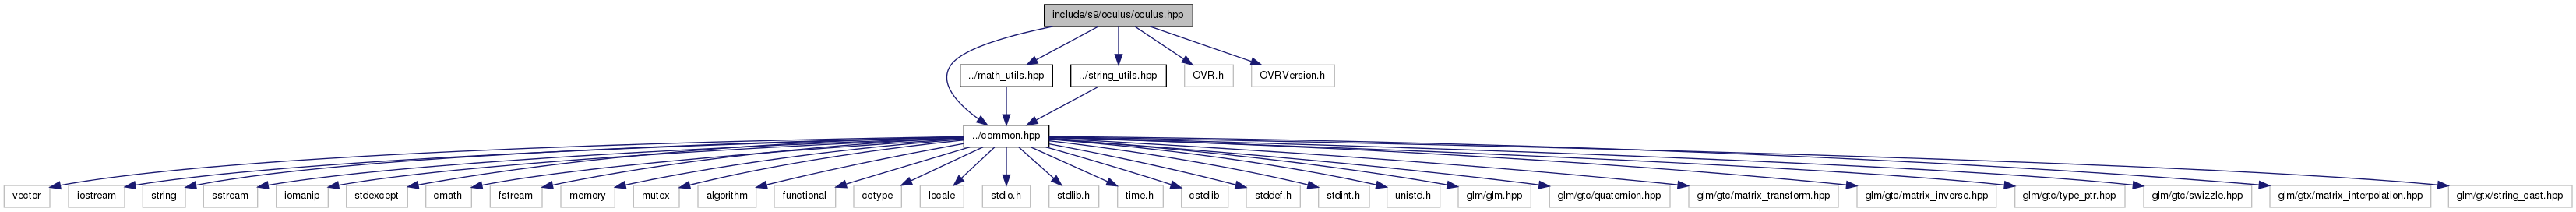 include/s9/oculus/oculus.hpp
../math_utils.hpp
../string_utils.hpp
OVR.h
OVRVersion.h
../common.hpp
vector
iostream
string
sstream
iomanip
stdexcept
cmath
fstream
memory
mutex
algorithm
functional
cctype
locale
stdio.h
stdlib.h
time.h
cstdlib
stddef.h
stdint.h
unistd.h
glm/glm.hpp
glm/gtc/quaternion.hpp
glm/gtc/matrix_transform.hpp
glm/gtc/matrix_inverse.hpp
glm/gtc/type_ptr.hpp
glm/gtc/swizzle.hpp
glm/gtx/matrix_interpolation.hpp
glm/gtx/string_cast.hpp